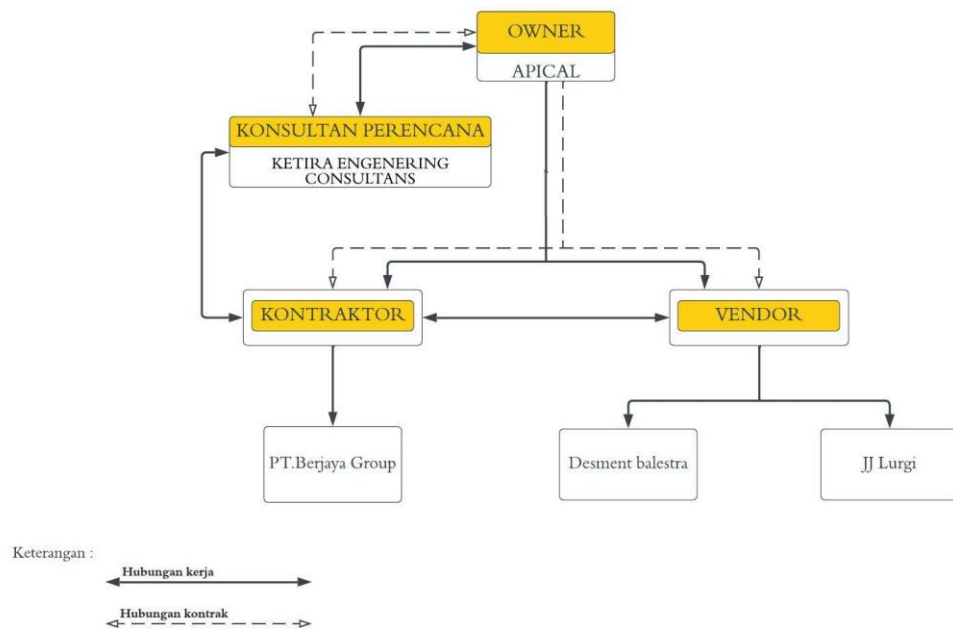 OWNER
APICAL
KONSULTAN PERENCANA
KETIRA ENGENERING
CONSULTANS
KONTRAKTOR
VENDOR
PT.Berjaya Group
Desment balestra
JJ Lurgi
Keterangan :
Hubungan kerja
Hubungan kontrak